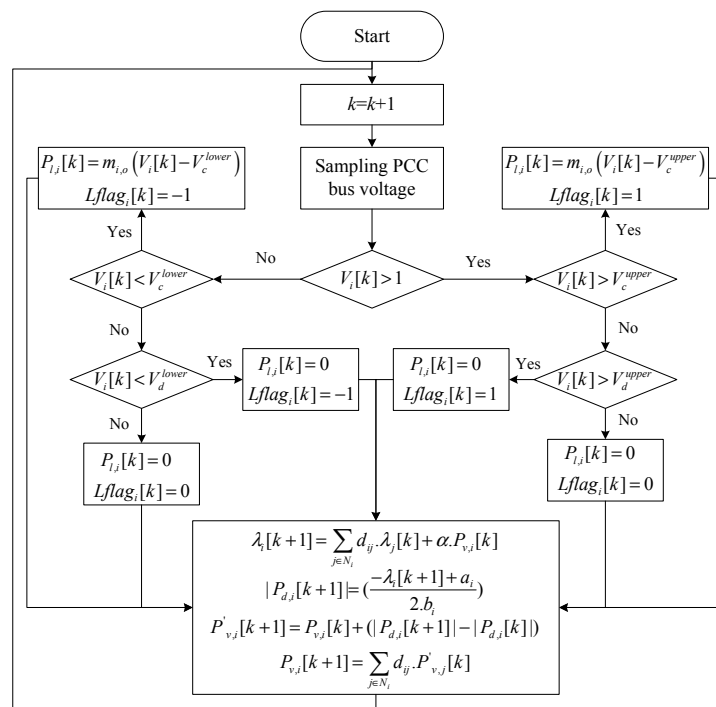 Start
k=k+1
Sampling PCC
bus voltage
P_{l,i}[k]=m_{i,o}(V_i[k]−V_c^{lower})
Lflag_i[k]=−1
P_{l,i}[k]=m_{i,o}(V_i[k]−V_c^{upper})
Lflag_i[k]=1
Yes
Yes
V_i[k]<V_c^{lower}
No
V_i[k]>1
Yes
V_i[k]>V_c^{upper}
No
No
V_i[k]<V_d^{lower}
Yes
P_{l,i}[k]=0
Lflag_i[k]=−1
P_{l,i}[k]=0
Lflag_i[k]=1
Yes
V_i[k]>V_d^{upper}
No
No
P_{l,i}[k]=0
Lflag_i[k]=0
P_{l,i}[k]=0
Lflag_i[k]=0
λ_i[k+1]=∑_{j∈N_i} d_{ij}.λ_j[k]+α.P_{v,i}[k]
|P_{d,i}[k+1]|=(\frac{−λ_i[k+1]+a_i}{2.b_i})
P'_{v,i}[k+1]=P_{v,i}[k]+(|P_{d,i}[k+1]|−|P_{d,i}[k]|)
P_{v,i}[k+1]=∑_{j∈N_i} d_{ij}.P'_{v,j}[k]